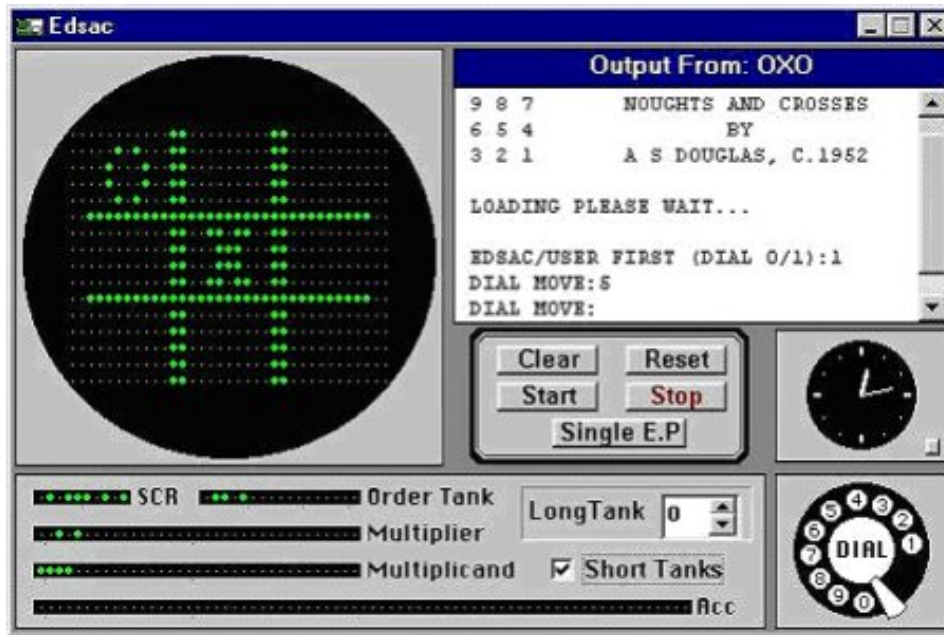 Edsac
Output From: OXO
9 8 7 NOUGHTS AND CROSSES
6 5 4 BY
3 2 1 A S DOUGLAS, C.1952
LOADING PLEASE WAIT...
EDSAC/USER FIRST (DIAL 0/1):1
DIAL MOVE:5
DIAL MOVE:
Clear Reset
Start Stop
Single E.P
SCR Order Tank
LongTank 0
Multiplier
Multiplicand
Short Tanks
Acc
5 4 3 2 1
6 7 8 9 0
DIAL